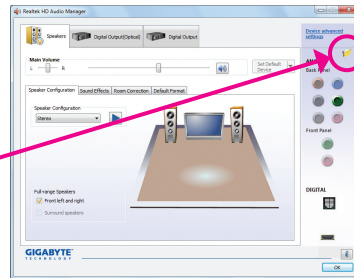 Realtek HD Audio Manager
Speakers
Digital Output(Optical)
Digital Output
Device advanced
settings
Main Volume
L
R
Set Default
Device
AN
Back Panel
Speaker Configuration
Sound Effects
Room Correction
Default Format
Speaker Configuration
Stereo
Front Panel
Full-range Speakers
Front left and right
Surround speakers
DIGITAL
GIGABYTE
TECHNOLOGY
i
OK